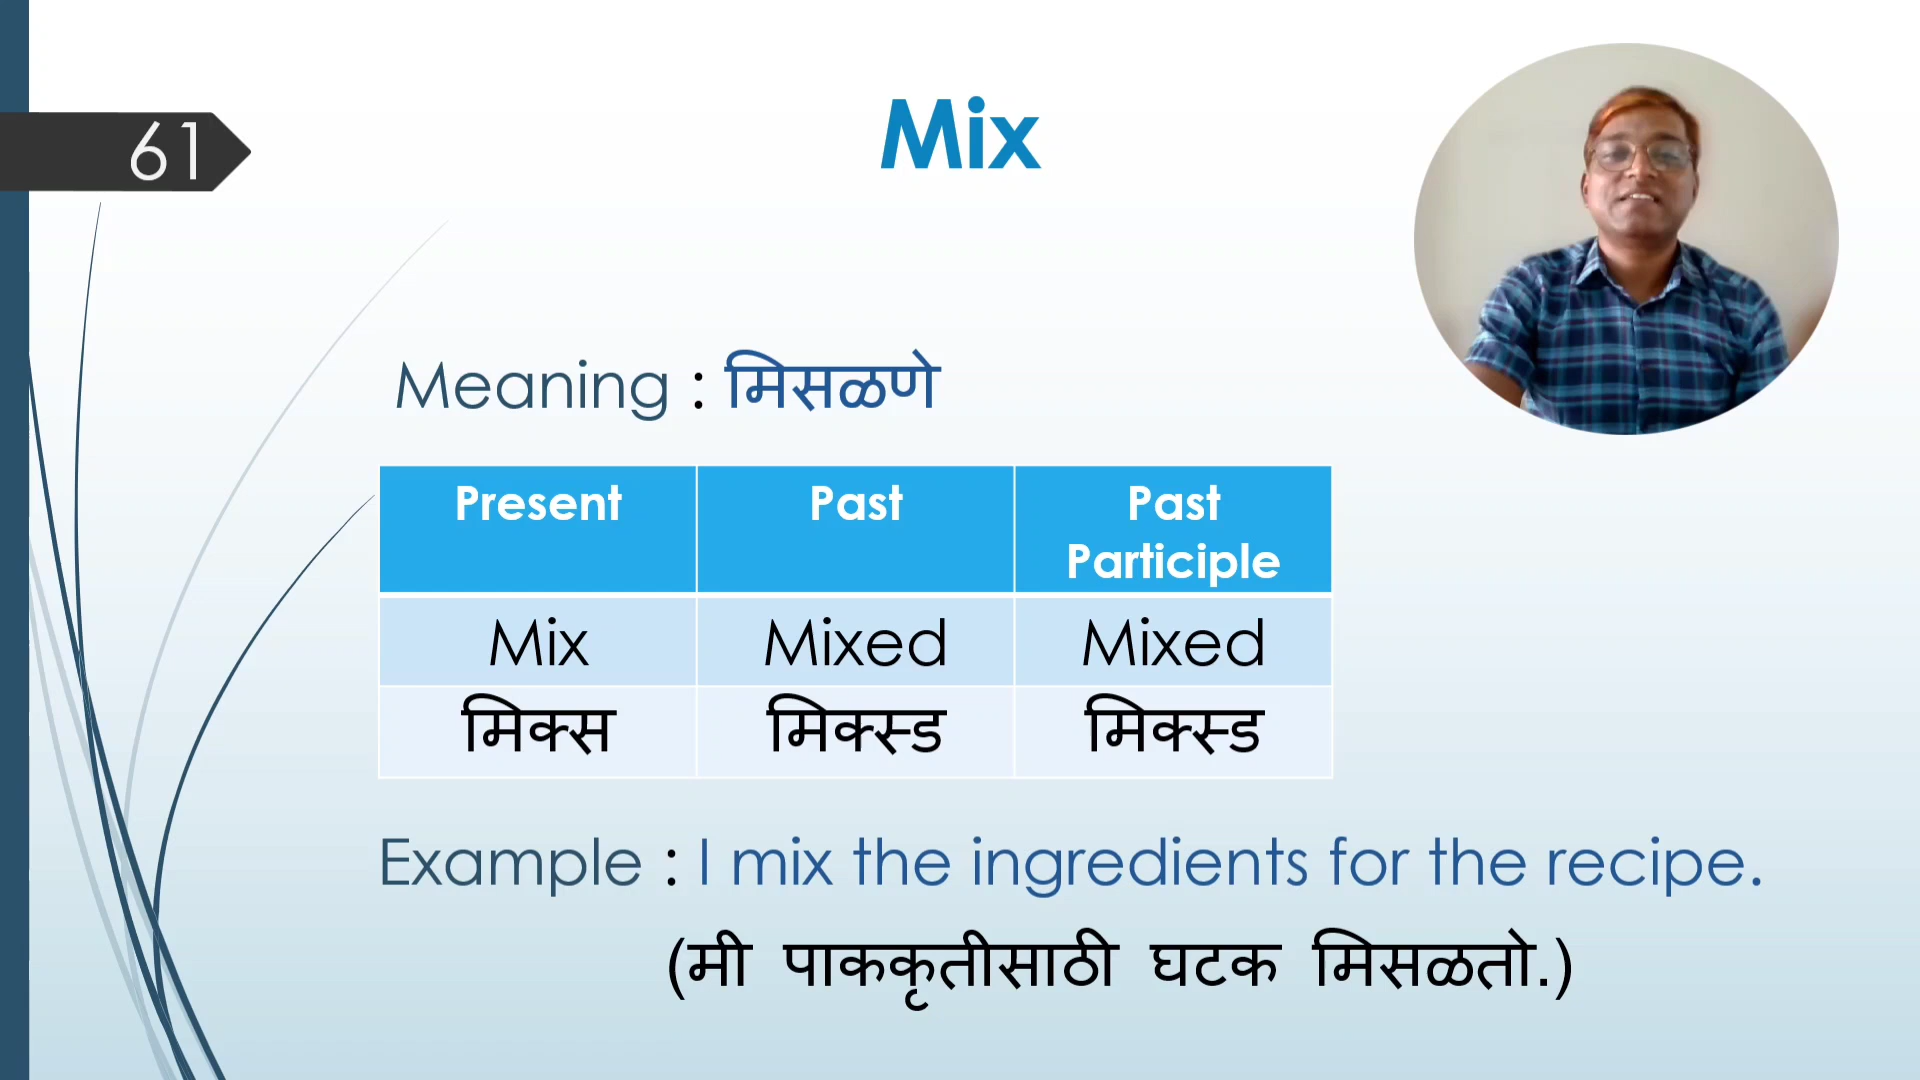 61
Mix
Meaning : मिसळणे
Present Past Past Participle
Mix Mixed Mixed
मिक्स मिक्स्ड मिक्स्ड
Example : I mix the ingredients for the recipe.
(मी पाककृतीसाठी घटक मिसळतो.)